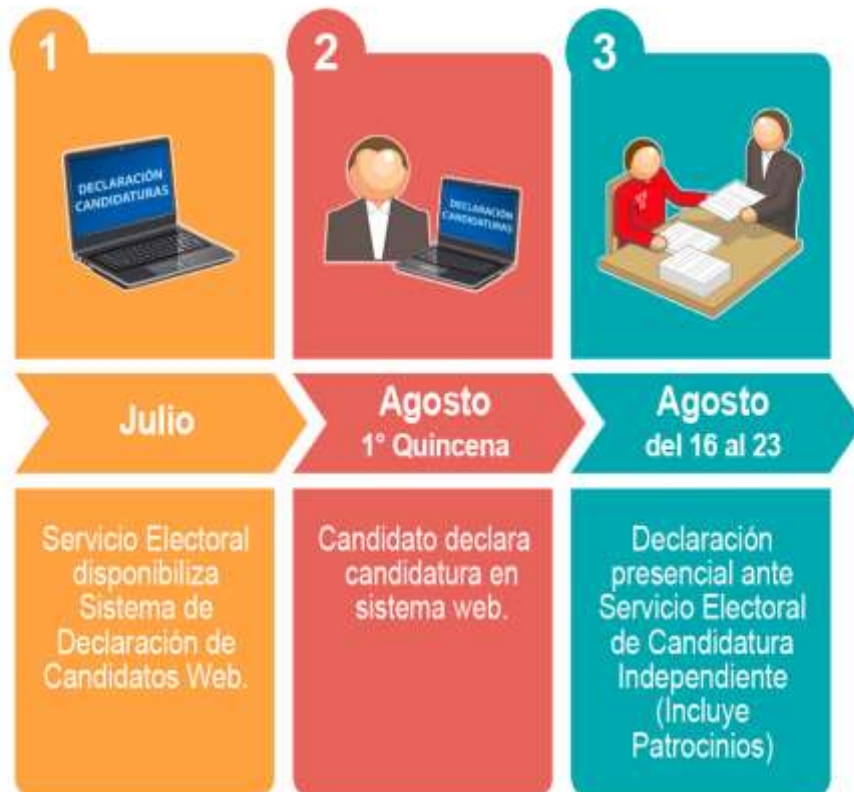 1
DECLARACIÓN
CANDIDATURAS
2
DECLARACIÓN
CANDIDATURAS
3
Julio
Agosto
1° Quincena
Agosto
del 16 al 23
Servicio Electoral
disponibiliza
Sistema de
Declaración de
Candidatos Web.
Candidato declara
candidatura en
sistema web.
Declaración
presencial ante
Servicio Electoral
de Candidatura
Independiente
(Incluye
Patrocinios)